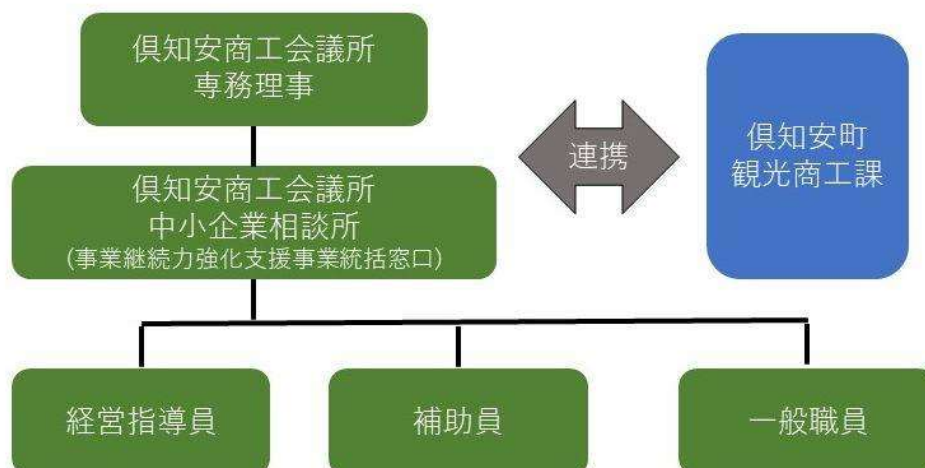 倶知安商工会議所
専務理事
連携
倶知安町
観光商工課
倶知安商工会議所
中小企業相談所
(事業継続力強化支援事業統括窓口)
経営指導員
補助員
一般職員